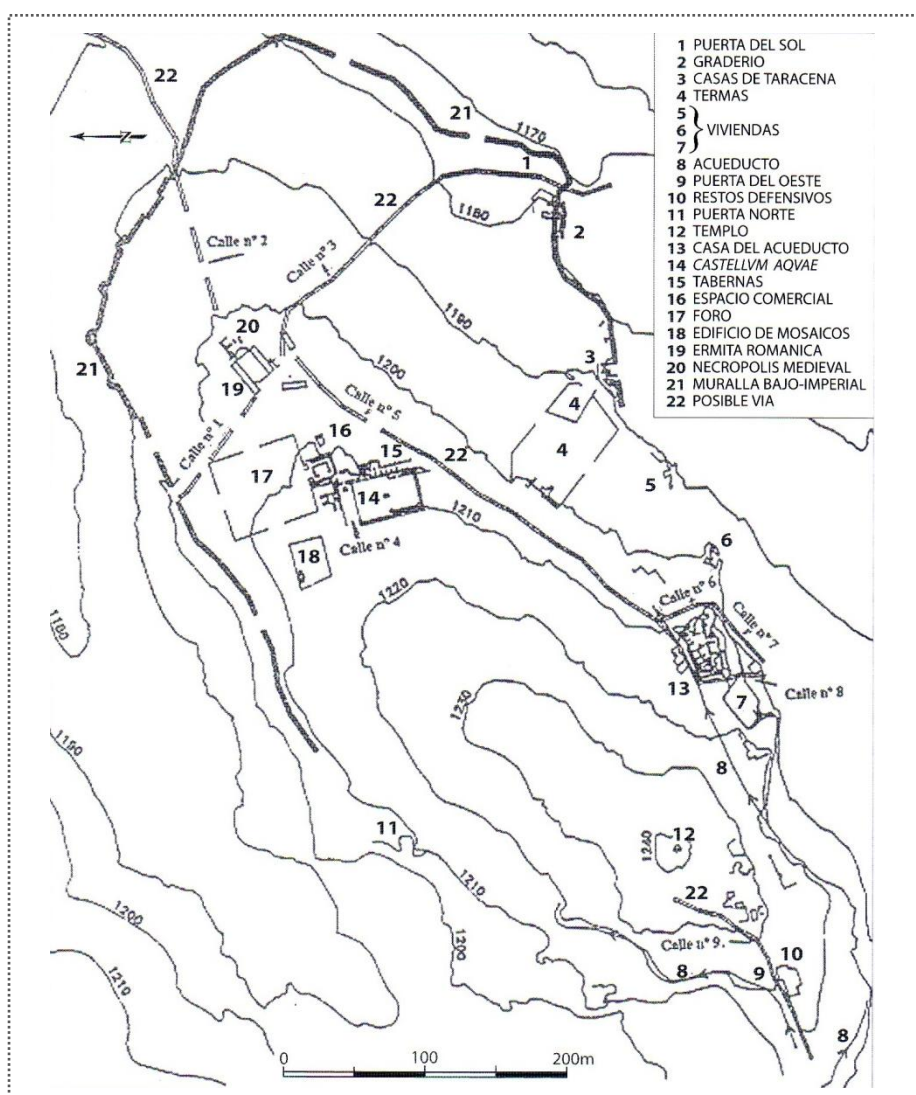 1 PUERTA DEL SOL
2 GRADERIO
3 CASAS DE TARACENA
4 TERMAS
5
6 VIVIENDAS
7
8 ACUEDUCTO
9 PUERTA DEL OESTE
10 RESTOS DEFENSIVOS
11 PUERTA NORTE
12 TEMPLO
13 CASA DEL ACUEDUCTO
14 CASTELLVM AQVAE
15 TABERNAS
16 ESPACIO COMERCIAL
17 FORO
18 EDIFICIO DE MOSAICOS
19 ERMITA ROMANICA
20 NECROPOLIS MEDIEVAL
21 MURALLA BAJO-IMPERIAL
22 POSIBLE VIA
22
21
1170
N
1
22
1180
2
Calle nº 2
Calle nº 3
1190
20
21
1200
3
19
Calle nº 5
4
Calle nº 1
16
22
4
17
15
5
14
1210
Calle nº 4
18
6
1220
Calle nº 6
1180
Calle nº 7
13
Calle nº 8
1230
7
1190
8
11
12
1240
1210
22
1200
1200
Calle nº 9.
10
8
9
1210
8
0 100 200m